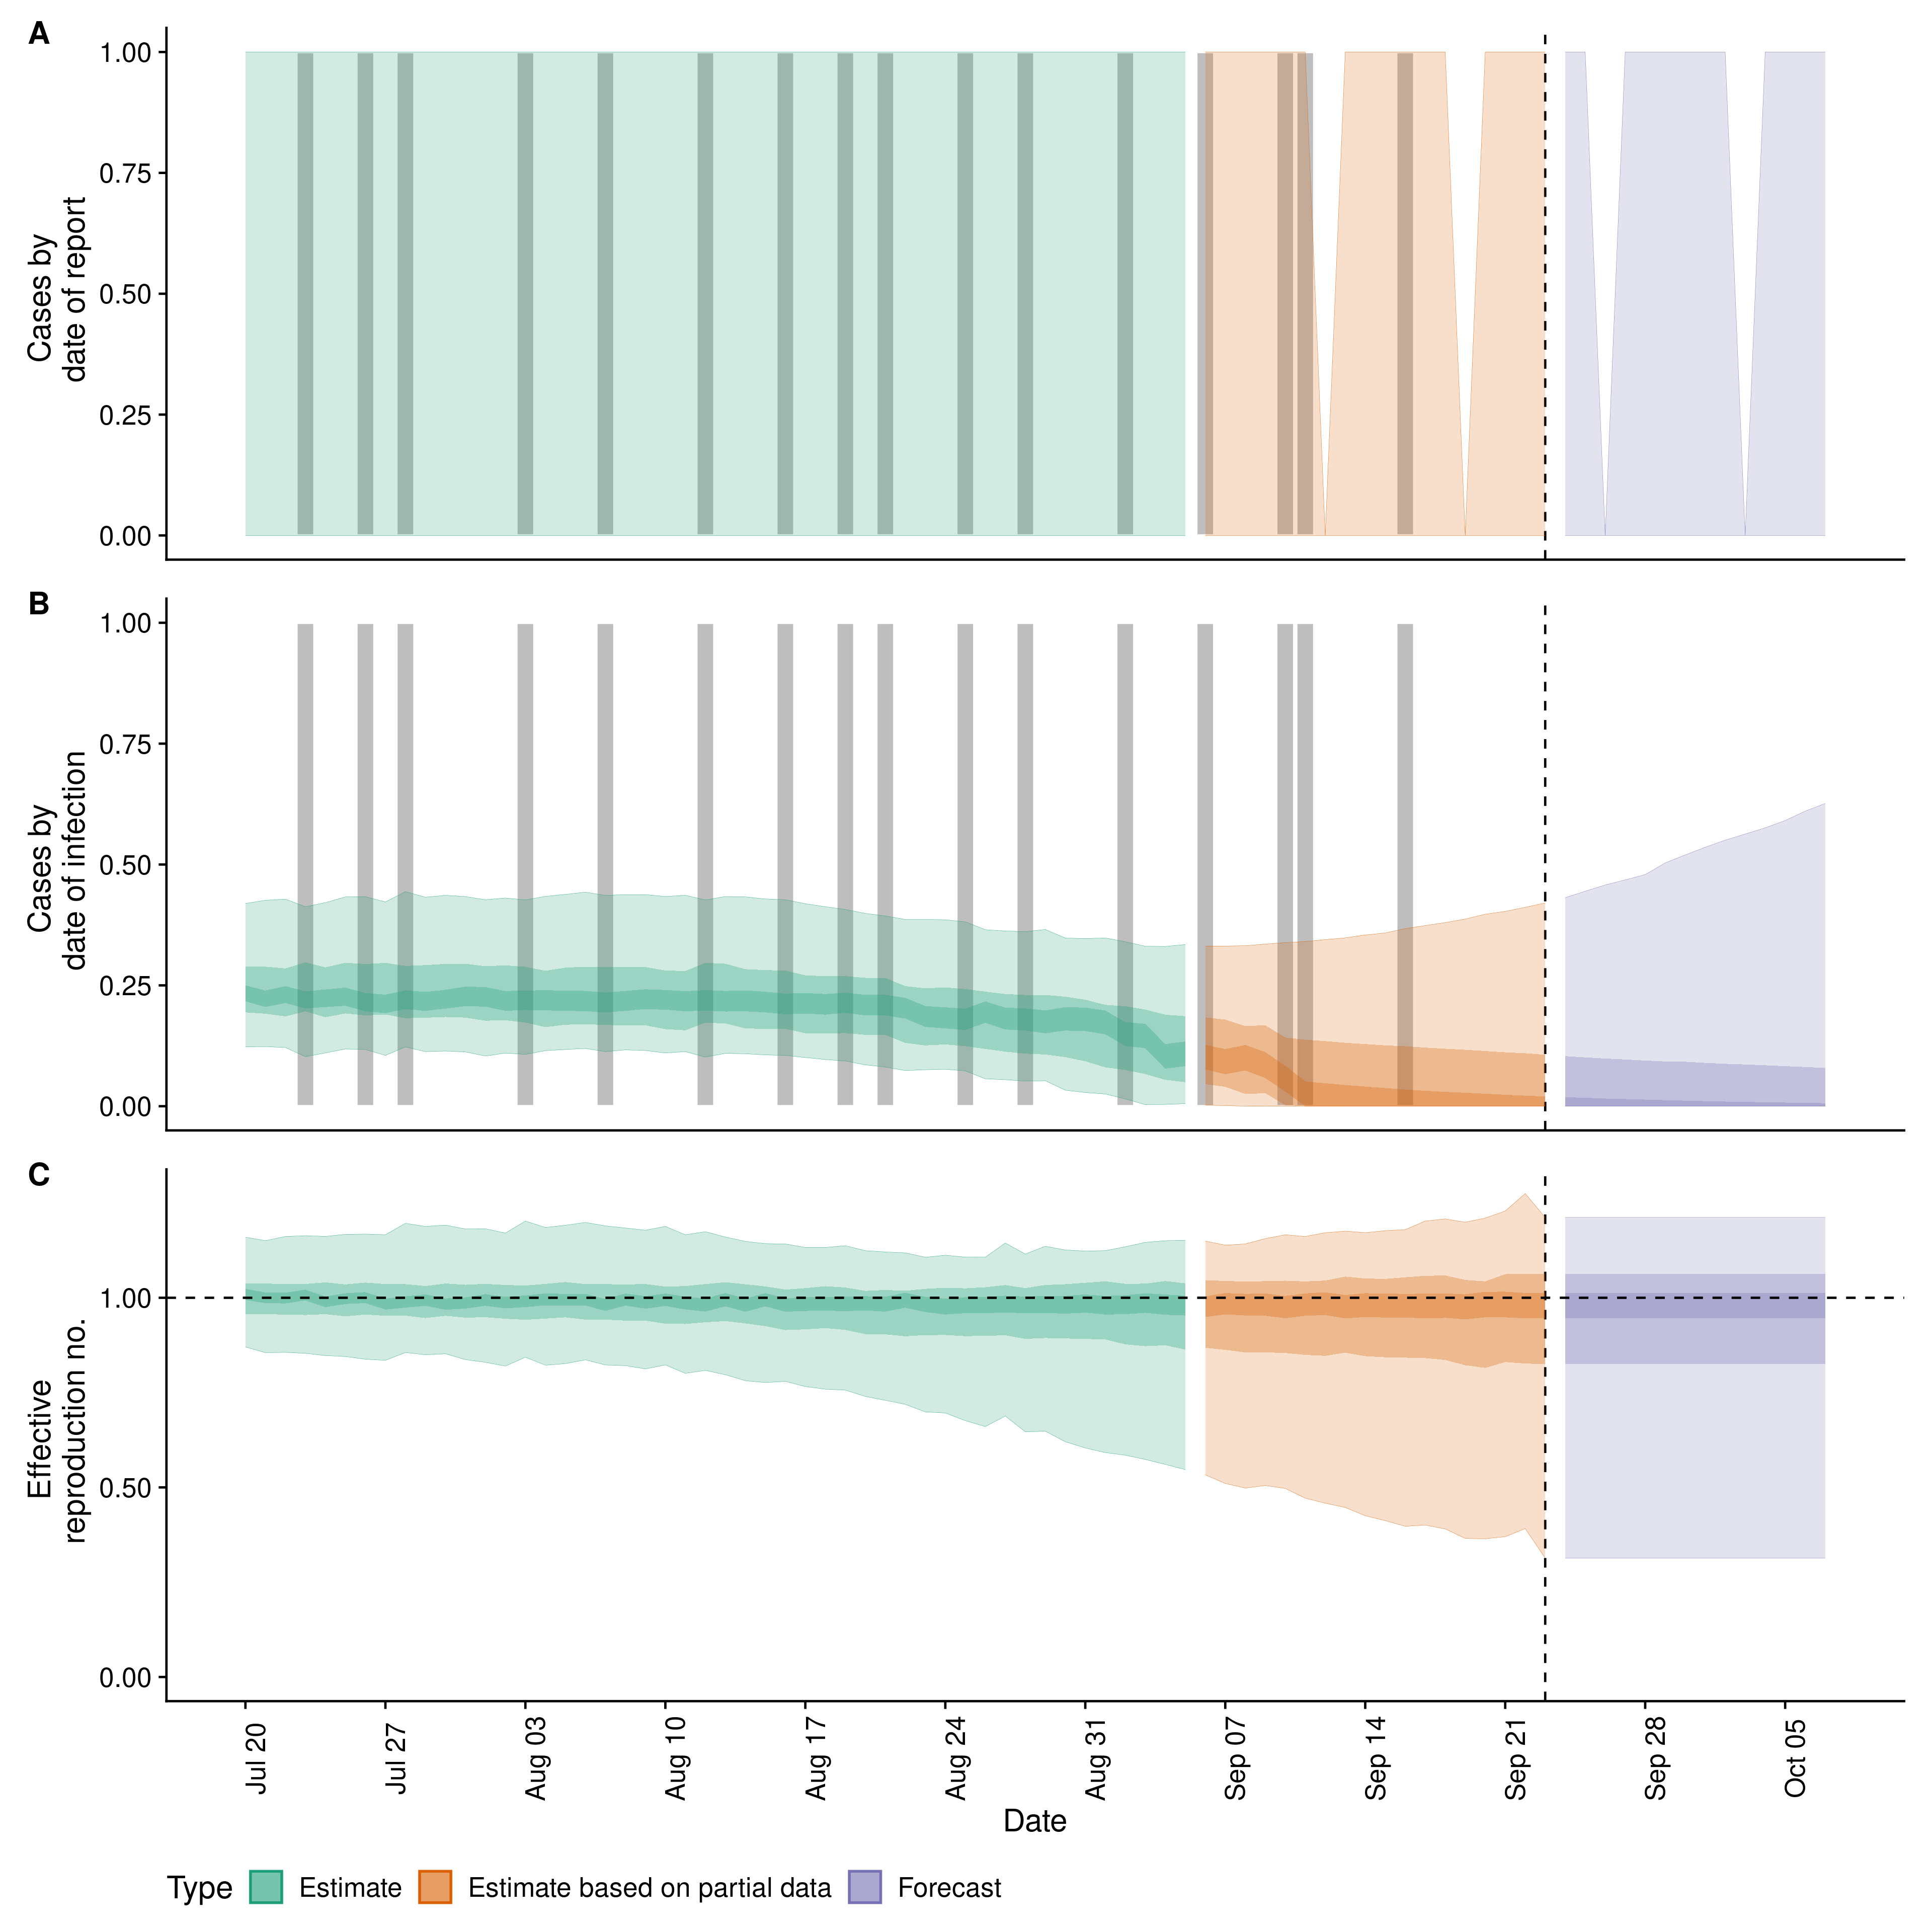 A
1.00
0.75
0.50
0.25
0.00
Cases by
date of report
B
1.00
0.75
0.50
0.25
0.00
Cases by
date of infection
C
1.00
0.50
0.00
Effective
reproduction no.
Jul 20
Jul 27
Aug 03
Aug 10
Aug 17
Aug 24
Aug 31
Sep 07
Sep 14
Sep 21
Sep 28
Oct 05
Date
Type Estimate Estimate based on partial data Forecast